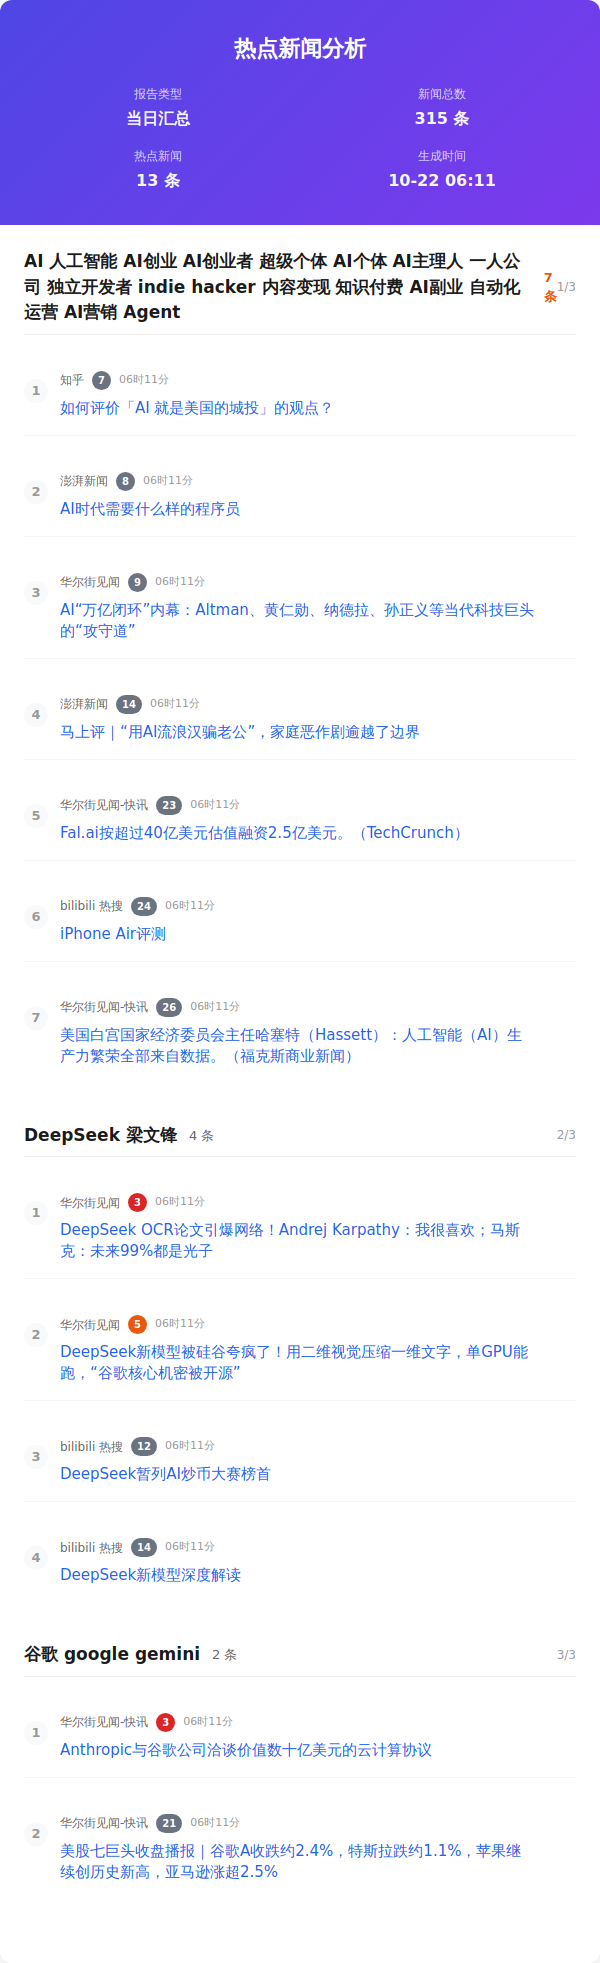 热点新闻分析
报告类型
当日汇总
新闻总数
315 条
热点新闻
13 条
生成时间
10-22 06:11
AI 人工智能 AI创业 AI创业者 超级个体 AI个体 AI主理人 一人公
司 独立开发者 indie hacker 内容变现 知识付费 AI副业 自动化
运营 AI营销 Agent
7
条
1/3
1
知乎 7 06时11分
如何评价「AI 就是美国的城投」的观点？
2
澎湃新闻 8 06时11分
AI时代需要什么样的程序员
3
华尔街见闻 9 06时11分
AI“万亿闭环”内幕：Altman、黄仁勋、纳德拉、孙正义等当代科技巨头
的“攻守道”
4
澎湃新闻 14 06时11分
马上评｜“用AI流浪汉骗老公”，家庭恶作剧逾越了边界
5
华尔街见闻-快讯 23 06时11分
Fal.ai按超过40亿美元估值融资2.5亿美元。（TechCrunch）
6
bilibili 热搜 24 06时11分
iPhone Air评测
7
华尔街见闻-快讯 26 06时11分
美国白宫国家经济委员会主任哈塞特（Hassett）：人工智能（AI）生
产力繁荣全部来自数据。（福克斯商业新闻）
DeepSeek 梁文锋 4 条
2/3
1
华尔街见闻 3 06时11分
DeepSeek OCR论文引爆网络！Andrej Karpathy：我很喜欢；马斯
克：未来99%都是光子
2
华尔街见闻 5 06时11分
DeepSeek新模型被硅谷夸疯了！用二维视觉压缩一维文字，单GPU能
跑，“谷歌核心机密被开源”
3
bilibili 热搜 12 06时11分
DeepSeek暂列AI炒币大赛榜首
4
bilibili 热搜 14 06时11分
DeepSeek新模型深度解读
谷歌 google gemini 2 条
3/3
1
华尔街见闻-快讯 3 06时11分
Anthropic与谷歌公司洽谈价值数十亿美元的云计算协议
2
华尔街见闻-快讯 21 06时11分
美股七巨头收盘播报｜谷歌A收跌约2.4%，特斯拉跌约1.1%，苹果继
续创历史新高，亚马逊涨超2.5%